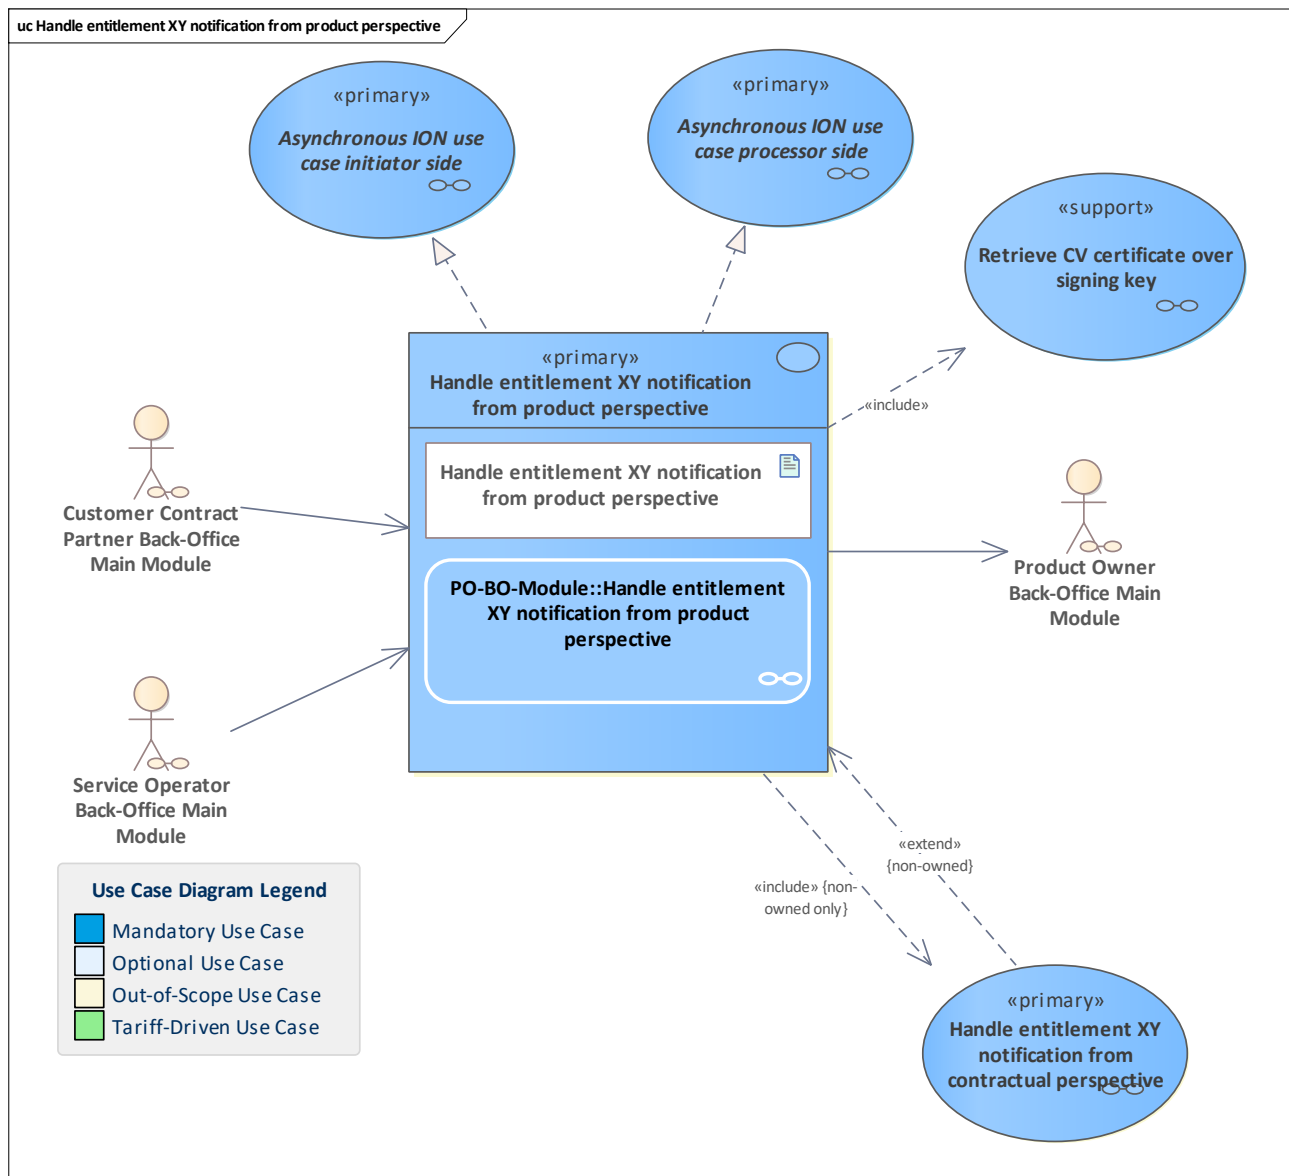 uc Handle entitlement XY notification from product perspective
«primary»
Asynchronous ION use
case initiator side
«primary»
Asynchronous ION use
case processor side
«support»
Retrieve CV certificate over
signing key
«primary»
Handle entitlement XY notification
from product perspective
«include»
Handle entitlement XY notification
from product perspective
Customer Contract
Partner Back-Office
Main Module
PO-BO-Module::Handle entitlement
XY notification from product
perspective
Product Owner
Back-Office Main
Module
Service Operator
Back-Office Main
Module
«extend»
{non-owned}
«include» {non-
owned only}
Use Case Diagram Legend
Mandatory Use Case
Optional Use Case
Out-of-Scope Use Case
Tariff-Driven Use Case
«primary»
Handle entitlement XY
notification from
contractual perspective